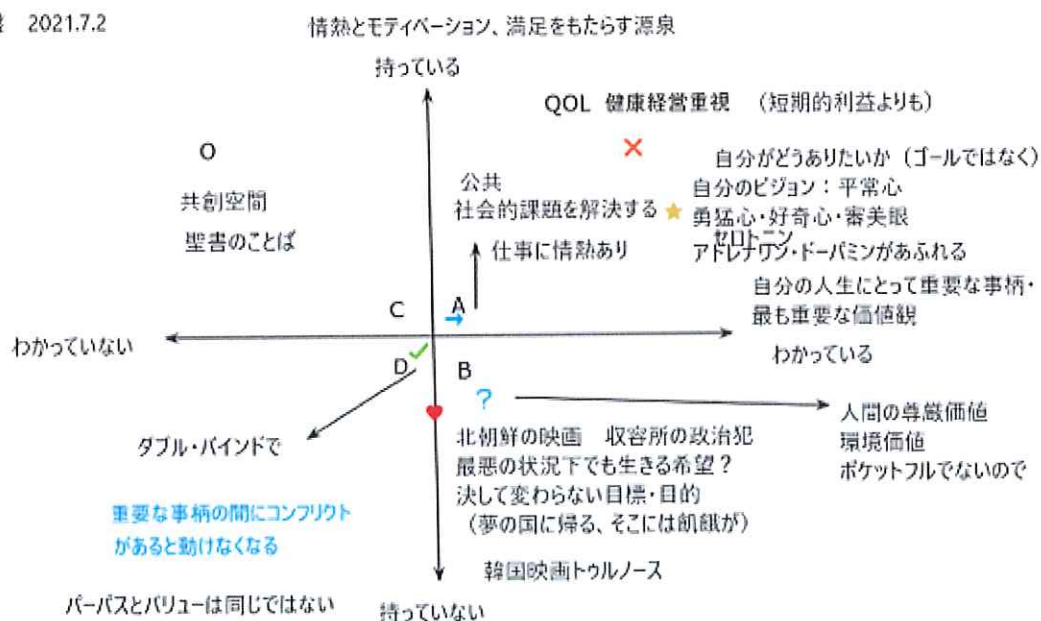 2021.7.2
情熱とモティベーション、満足をもたらす源泉
持っている
QOL 健康経営重視 （短期的利益よりも）
O
共創空間
聖書のことば
公共
社会的課題を解決する
仕事に情熱あり
自分がどうありたいか（ゴールではなく）
自分のビジョン：平常心
勇猛心・好奇心・審美眼
セロトニン
アドレナリン・ドーパミンがあふれる
自分の人生にとって重要な事柄・
最も重要な価値観
C A
わかっていない
わかっている
D B
?
人間の尊厳価値
環境価値
ポケットフルでないので
ダブル・バインドで
北朝鮮の映画 収容所の政治犯
最悪の状況下でも生きる希望？
決して変わらない目標・目的
（夢の国に帰る、そこには飢餓が）
重要な事柄の間にコンフリクト
があると動けなくなる
韓国映画トゥルノース
パーパスとバリューは同じではない
持っていない